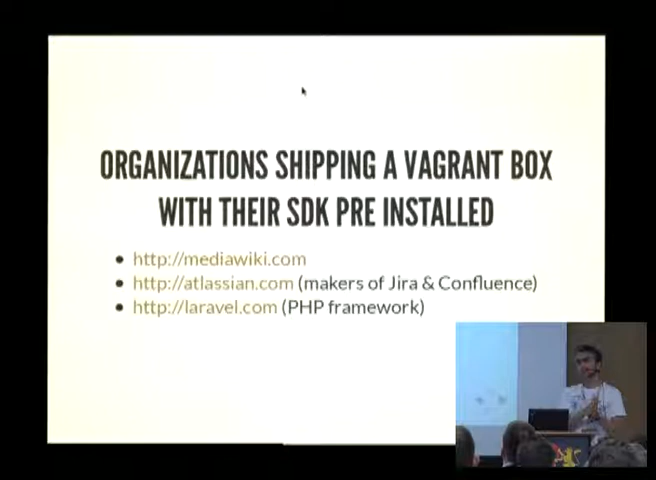 ORGANIZATIONS SHIPPING A VAGRANT BOX
WITH THEIR SDK PRE INSTALLED
• http://mediawiki.com
• http://atlassian.com (makers of Jira & Confluence)
• http://laravel.com (PHP framework)